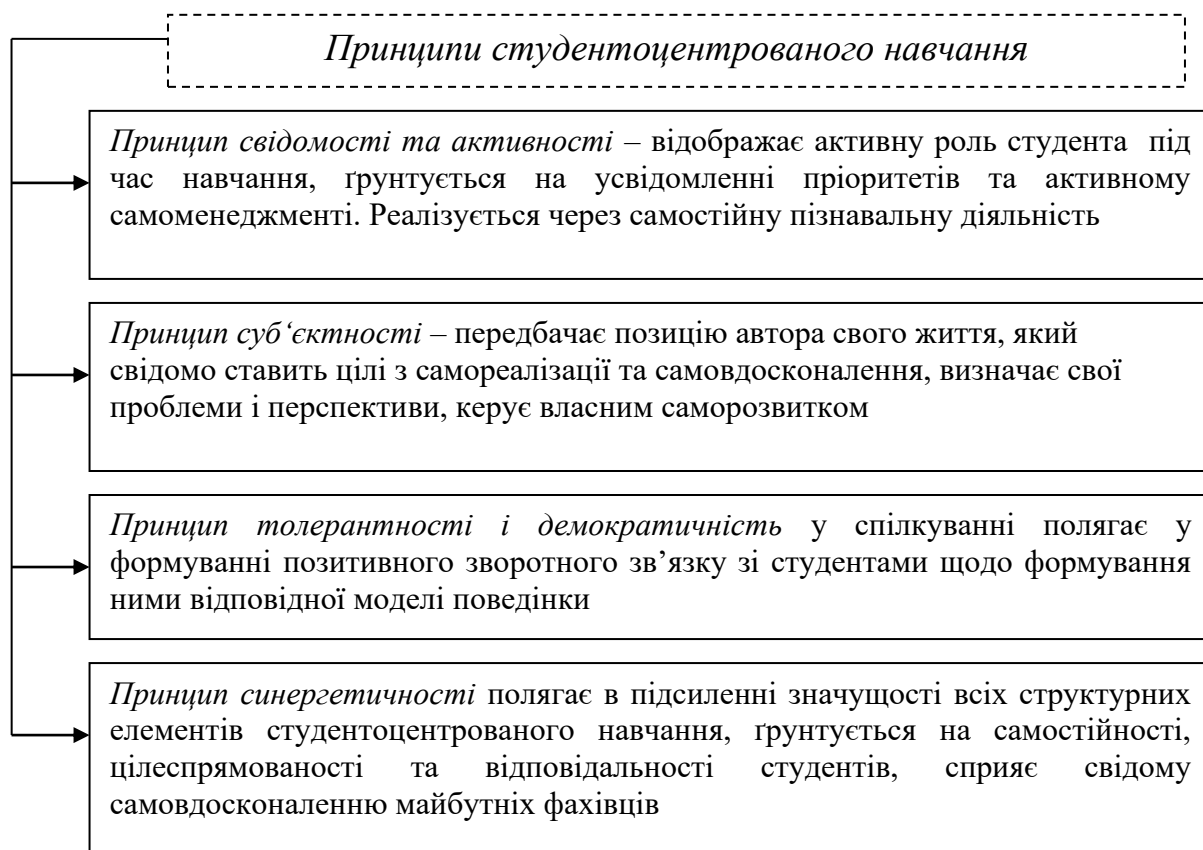 Принципи студентоцентрованого навчання
Принцип свідомості та активності – відображає активну роль студента під
час навчання, ґрунтується на усвідомленні пріоритетів та активному
самоменеджменті. Реалізується через самостійну пізнавальну діяльність
Принцип суб‘єктності – передбачає позицію автора свого життя, який
свідомо ставить цілі з самореалізації та самовдосконалення, визначає свої
проблеми і перспективи, керує власним саморозвитком
Принцип толерантності і демократичність у спілкуванні полягає у
формуванні позитивного зворотного зв’язку зі студентами щодо формування
ними відповідної моделі поведінки
Принцип синергетичності полягає в підсиленні значущості всіх структурних
елементів студентоцентрованого навчання, ґрунтується на самостійності,
цілеспрямованості та відповідальності студентів, сприяє свідому
самовдосконаленню майбутніх фахівців